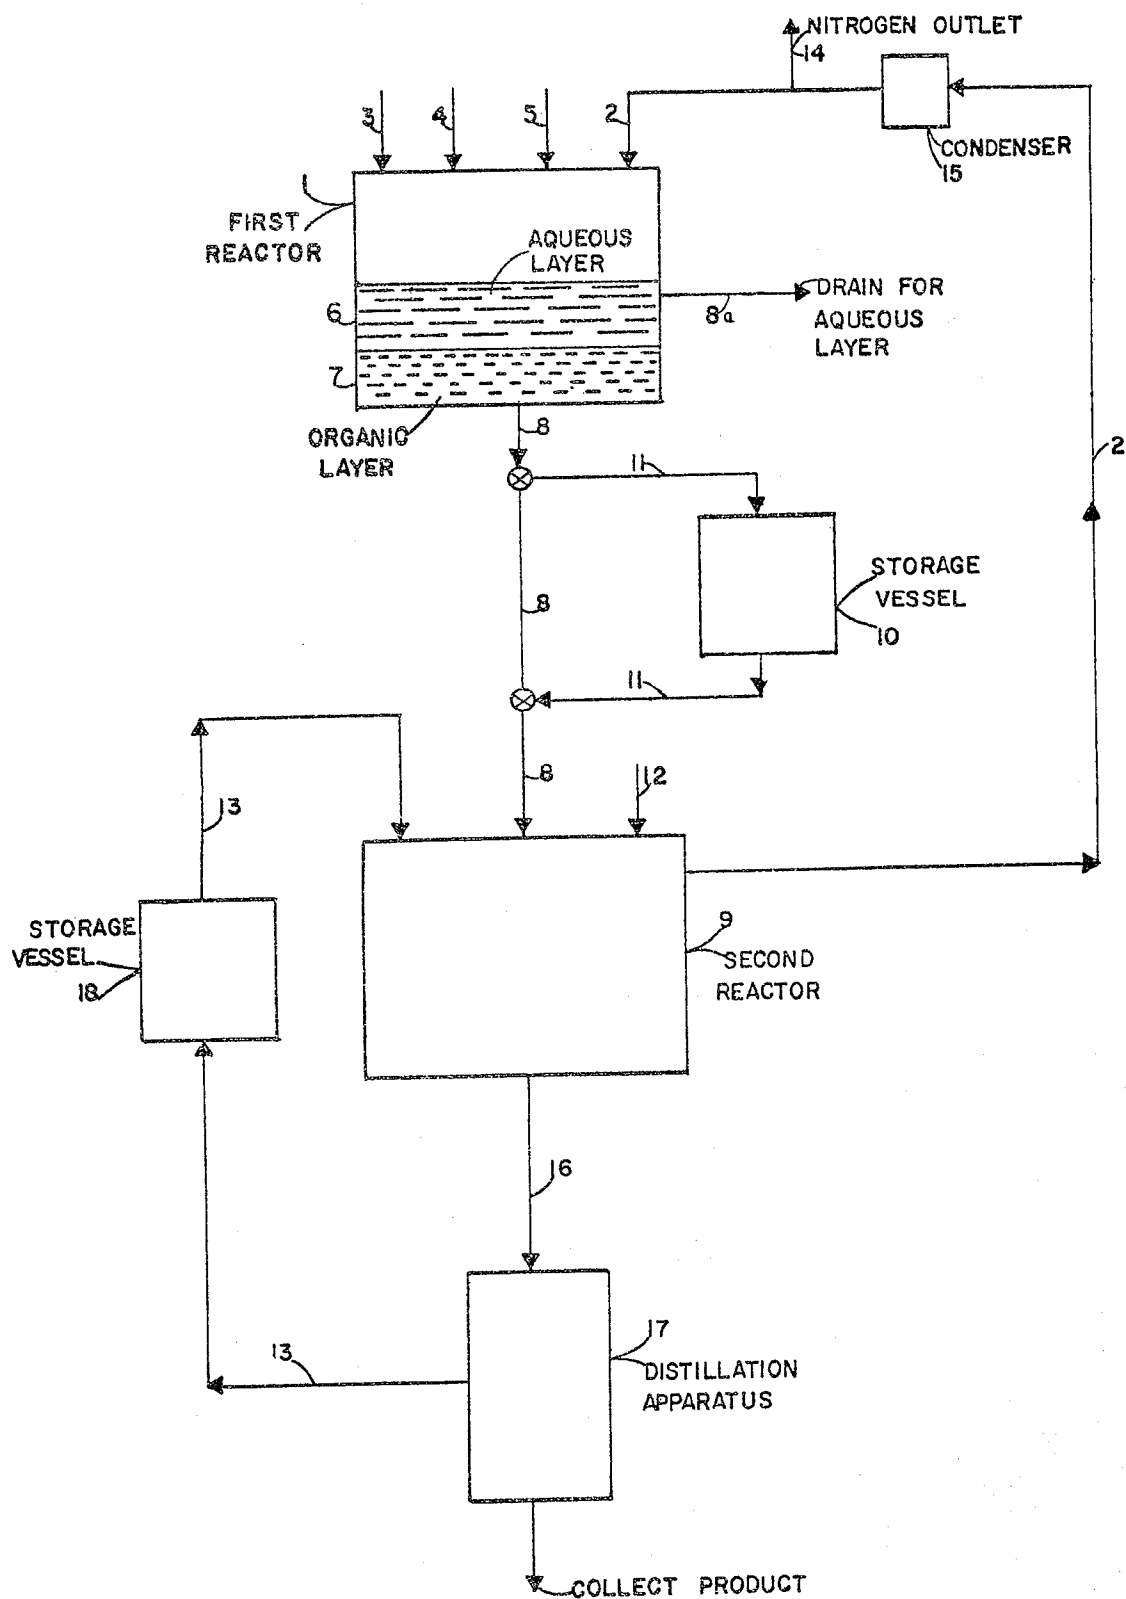 NITROGEN OUTLET
14
3
4
5
2
CONDENSER
15
1
FIRST
REACTOR
AQUEOUS
LAYER
6
8a
DRAIN FOR
AQUEOUS
LAYER
7
ORGANIC
LAYER
8
11
2
STORAGE
VESSEL
10
8
11
8
12
13
STORAGE
VESSEL
18
9
SECOND
REACTOR
16
17
DISTILLATION
APPARATUS
13
COLLECT PRODUCT